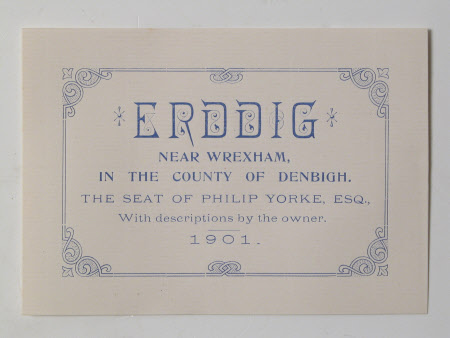 ERDDIG
NEAR WREXHAM,
IN THE COUNTY OF DENBIGH.
THE SEAT OF PHILIP YORKE, ESQ.,
With descriptions by the owner.
1901.